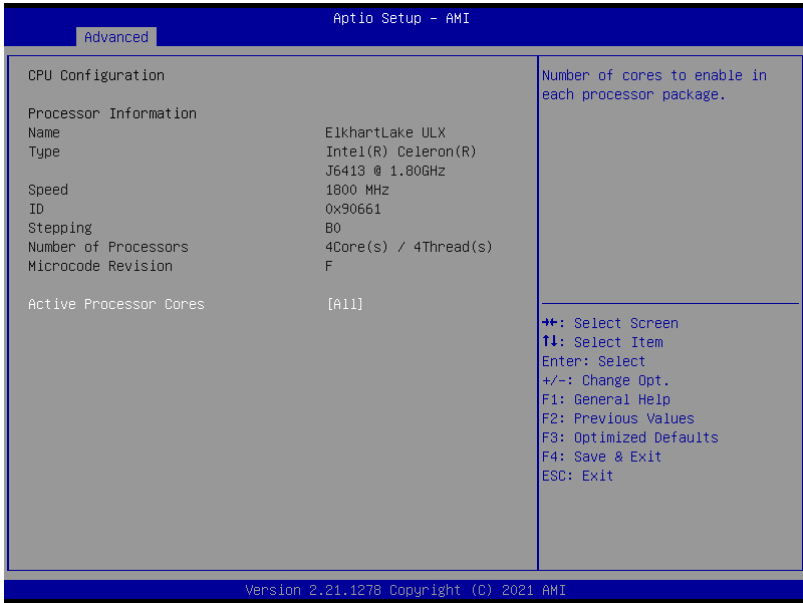 Aptio Setup – AMI
Advanced
CPU Configuration
Processor Information
Name ElkhartLake ULX
Type Intel(R) Celeron(R)
J6413 @ 1.80GHz
Speed 1800 MHz
ID 0x90661
Stepping B0
Number of Processors 4Core(s) / 4Thread(s)
Microcode Revision F
Active Processor Cores [All]
Number of cores to enable in
each processor package.
→←: Select Screen
↑↓: Select Item
Enter: Select
+/-: Change Opt.
F1: General Help
F2: Previous Values
F3: Optimized Defaults
F4: Save & Exit
ESC: Exit
Version 2.21.1278 Copyright (C) 2021 AMI